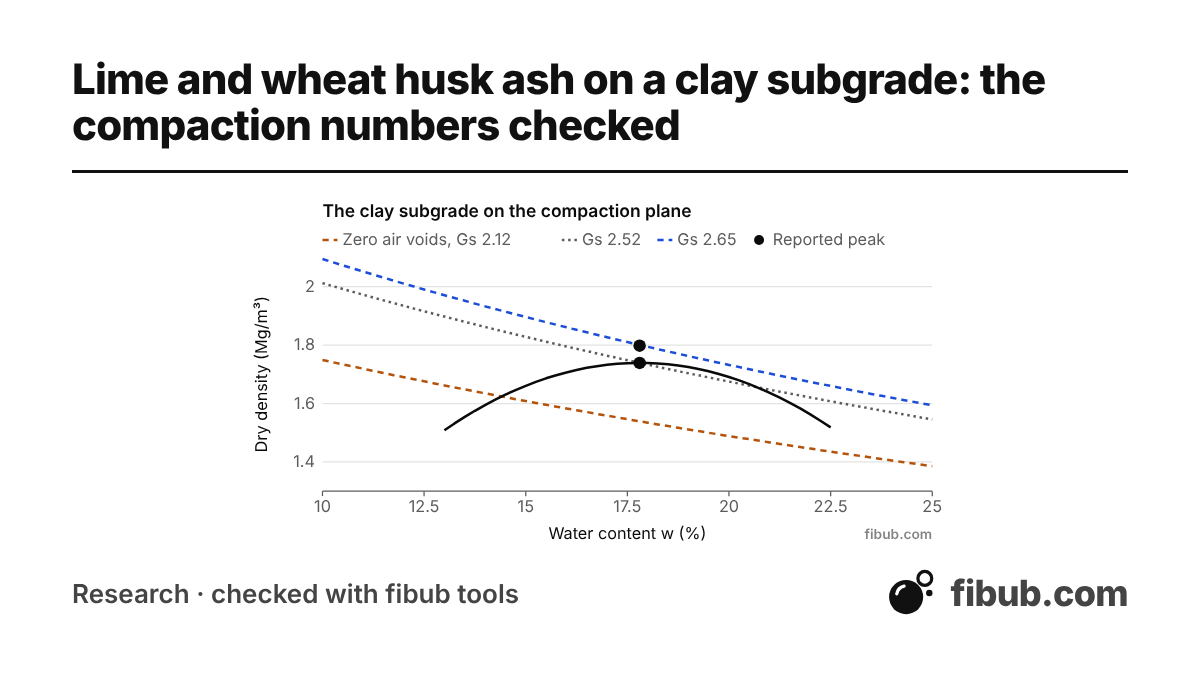 Lime and wheat husk ash on a clay subgrade: the
compaction numbers checked
The clay subgrade on the compaction plane
Zero air voids, Gs 2.12 Gs 2.52 Gs 2.65 Reported peak
Dry density (Mg/m³)
2
1.8
1.6
1.4
10 12.5 15 17.5 20 22.5 25
Water content w (%)
fibub.com
Research · checked with fibub tools
fibub.com